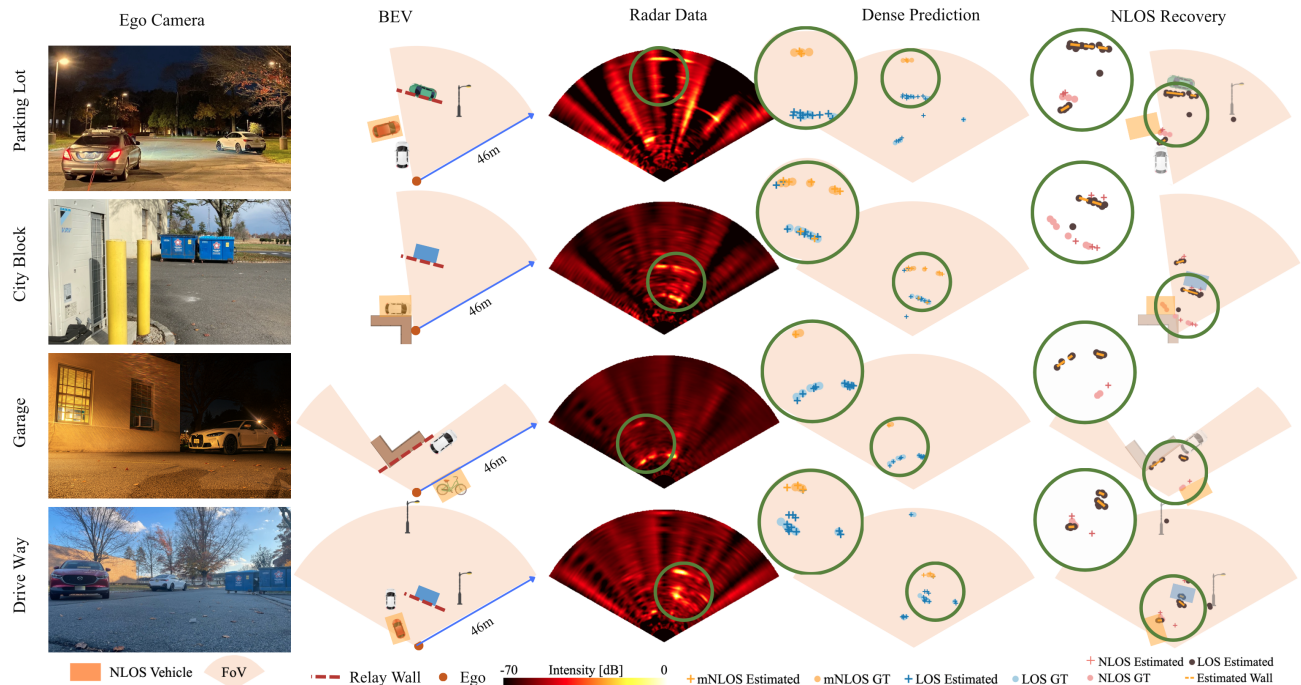 Ego Camera
BEV
Radar Data
Dense Prediction
NLOS Recovery
Parking Lot
46m
City Block
46m
Garage
46m
Drive Way
46m
NLOS Vehicle
FoV
Relay Wall
Ego
-70
Intensity [dB]
0
mNLOS Estimated
mNLOS GT
LOS Estimated
LOS GT
NLOS Estimated
LOS Estimated
NLOS GT
Estimated Wall